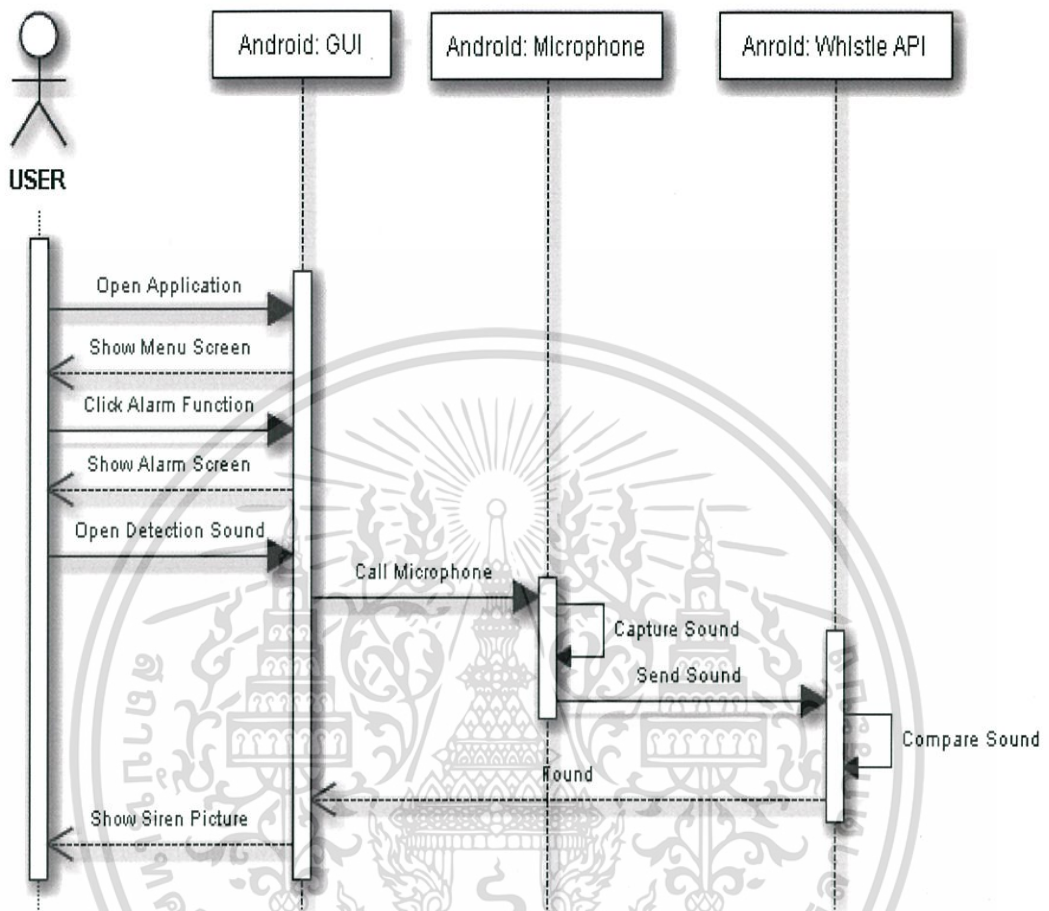 Android: GUI
Android: Microphone
Anroid: Whistle API
USER
Open Application
Show Menu Screen
Click Alarm Function
Show Alarm Screen
Open Detection Sound
Call Microphone
Capture Sound
Send Sound
Compare Sound
Found
Show Siren Picture